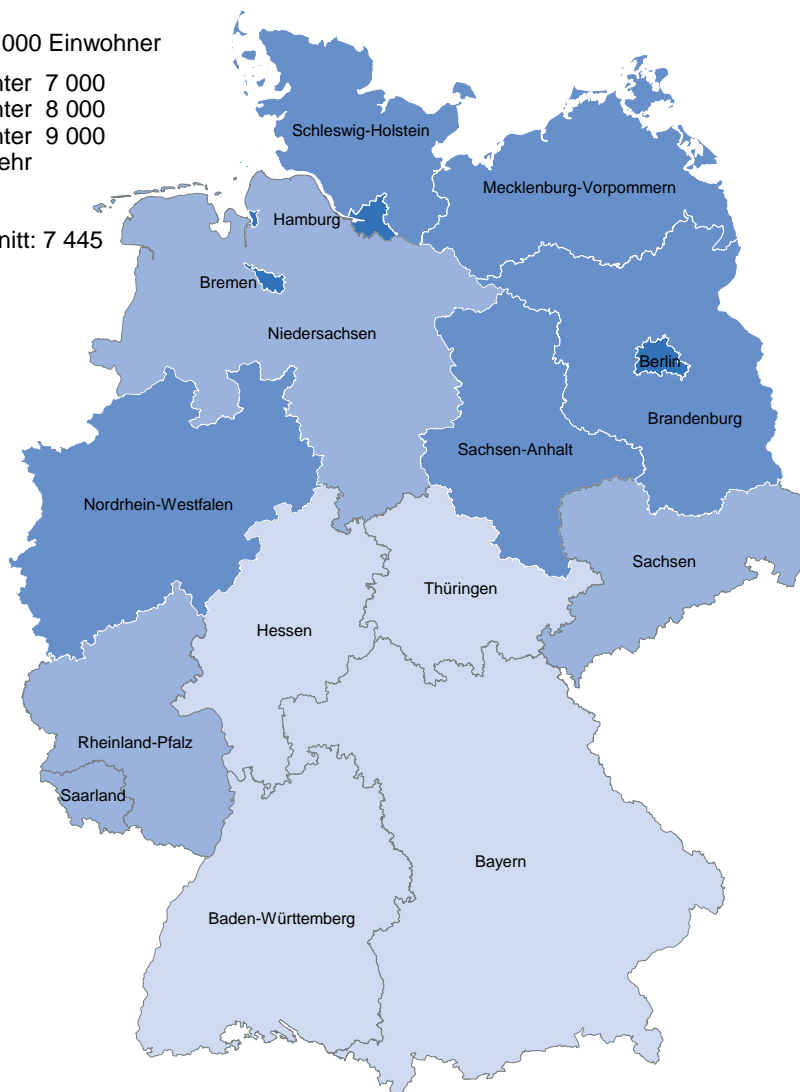 000 Einwohner
nter 7 000
nter 8 000
nter 9 000
ehr
nitt: 7 445
Schleswig-Holstein
Mecklenburg-Vorpommern
Hamburg
Bremen
Niedersachsen
Berlin
Brandenburg
Sachsen-Anhalt
Nordrhein-Westfalen
Sachsen
Thüringen
Hessen
Rheinland-Pfalz
Saarland
Bayern
Baden-Württemberg